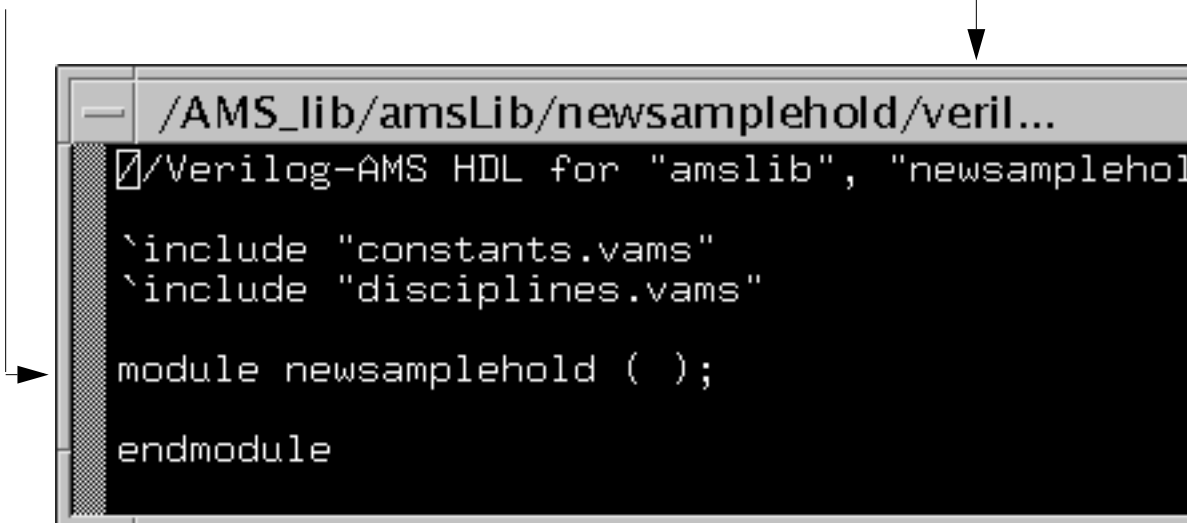 /AMS_lib/amsLib/newsamplehold/veril...
//Verilog-AMS HDL for "amslib", "newsamplehol
`include "constants.vams"
`include "disciplines.vams"
module newsamplehold ( );
endmodule